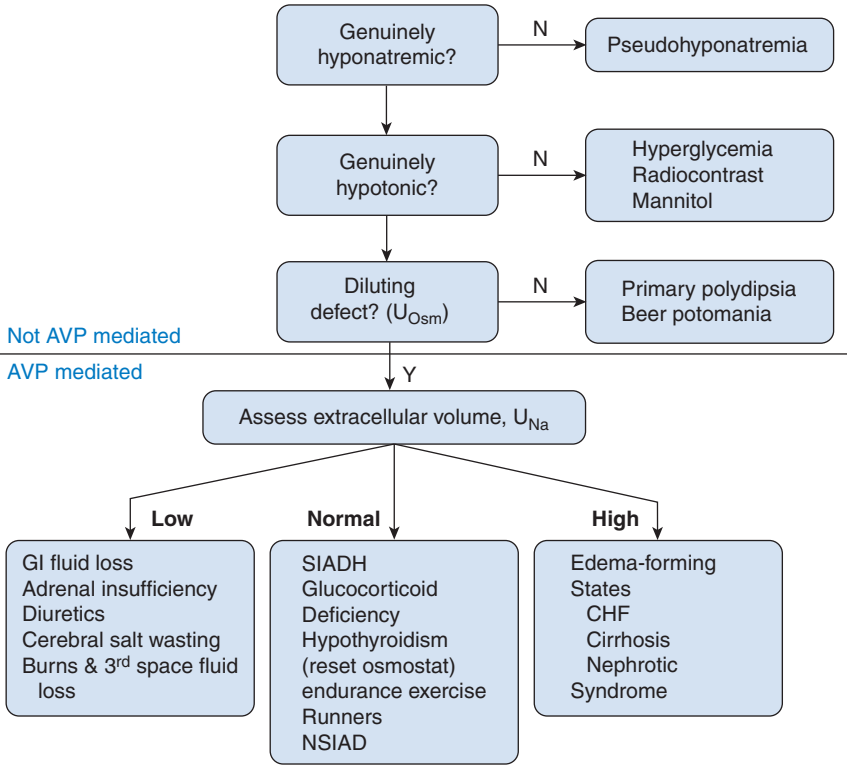 Genuinely
hyponatremic?
N
Pseudohyponatremia
Genuinely
hypotonic?
N
Hyperglycemia
Radiocontrast
Mannitol
Diluting
defect? (UOsm)
N
Primary polydipsia
Beer potomania
Not AVP mediated
AVP mediated
Y
Assess extracellular volume, UNa
Low
GI fluid loss
Adrenal insufficiency
Diuretics
Cerebral salt wasting
Burns & 3rd space fluid
loss
Normal
SIADH
Glucocorticoid
Deficiency
Hypothyroidism
(reset osmostat)
endurance exercise
Runners
NSIAD
High
Edema-forming
States
CHF
Cirrhosis
Nephrotic
Syndrome